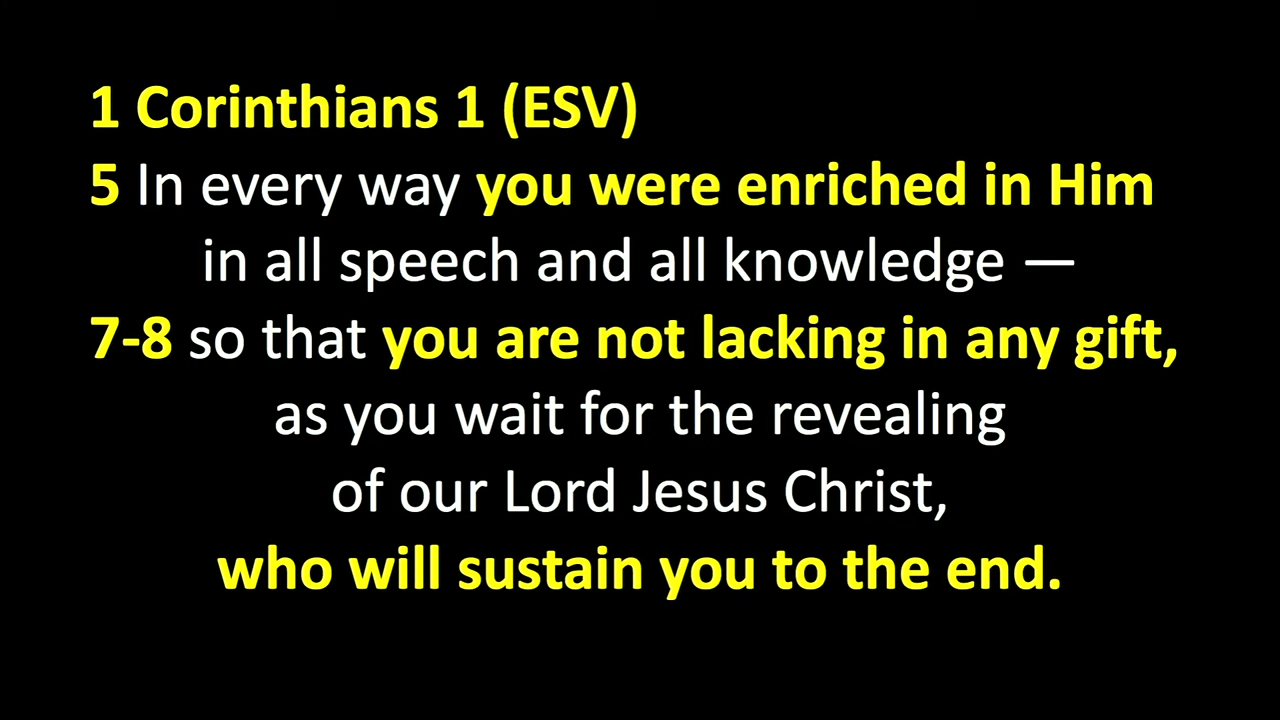 1 Corinthians 1 (ESV)
5 In every way you were enriched in Him
in all speech and all knowledge —
7-8 so that you are not lacking in any gift,
as you wait for the revealing
of our Lord Jesus Christ,
who will sustain you to the end.